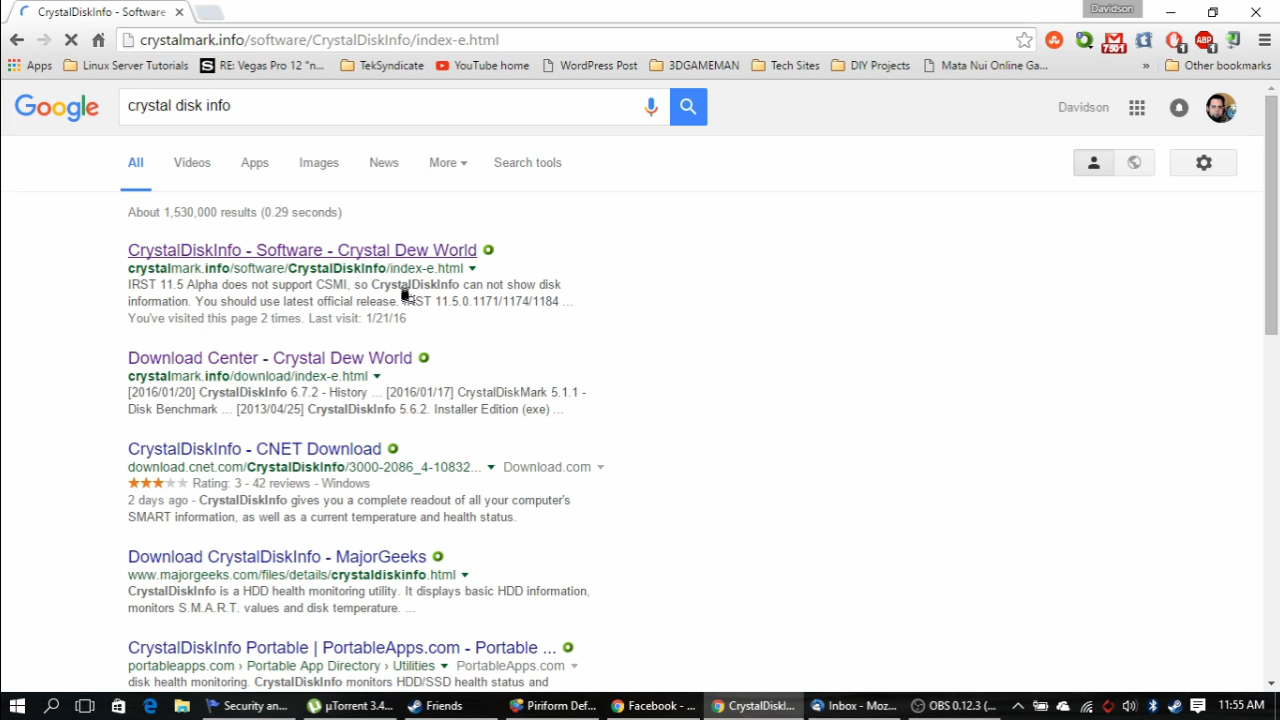 CrystalDiskInfo - Software
Davidson
crystalmark.info/software/CrystalDiskInfo/index-e.html
7501
1
ABP
1
Apps
Linux Server Tutorials
S
RE: Vegas Pro 12 "n...
TekSyndicate
YouTube home
WordPress Post
3DGAMEMAN
Tech Sites
DIY Projects
Mata Nui Online Ga...
»
Other bookmarks
Google
crystal disk info
Davidson
All
Videos
Apps
Images
News
More
Search tools
About 1,530,000 results (0.29 seconds)
CrystalDiskInfo - Software - Crystal Dew World
crystalmark.info/software/CrystalDiskInfo/index-e.html
IRST 11.5 Alpha does not support CSMI, so CrystalDiskInfo can not show disk
information. You should use latest official release. IRST 11.5.0.1171/1174/1184 ...
You've visited this page 2 times. Last visit: 1/21/16
Download Center - Crystal Dew World
crystalmark.info/download/index-e.html
[2016/01/20] CrystalDiskInfo 6.7.2 - History ... [2016/01/17] CrystalDiskMark 5.1.1 -
Disk Benchmark ... [2013/04/25] CrystalDiskInfo 5.6.2. Installer Edition (exe) ...
CrystalDiskInfo - CNET Download
download.cnet.com/CrystalDiskInfo/3000-2086_4-10832... Download.com
Rating: 3 - 42 reviews - Windows
2 days ago - CrystalDiskInfo gives you a complete readout of all your computer's
SMART information, as well as a current temperature and health status.
Download CrystalDiskInfo - MajorGeeks
www.majorgeeks.com/files/details/crystaldiskinfo.html
CrystalDiskInfo is a HDD health monitoring utility. It displays basic HDD information,
monitors S.M.A.R.T. values and disk temperature. ...
CrystalDiskInfo Portable | PortableApps.com - Portable ...
portableapps.com › Portable App Directory › Utilities PortableApps.com
disk health monitoring. CrystalDiskInfo monitors HDD/SSD health status and
Security an...
µTorrent 3.4...
Friends
Piriform Def...
Facebook - ...
CrystalDiskI...
Inbox - Moz...
OBS 0.12.3 (...
11:55 AM